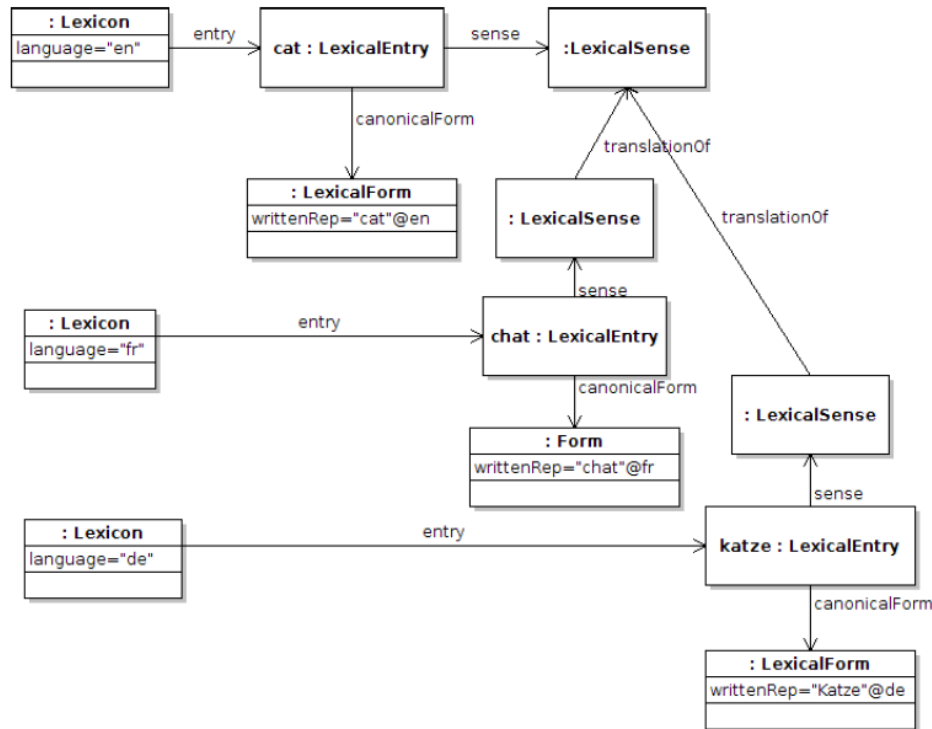 : Lexicon
language="en"
entry
cat : LexicalEntry
sense
:LexicalSense
canonicalForm
translationOf
: LexicalForm
writtenRep="cat"@en
: LexicalSense
translationOf
sense
: Lexicon
language="fr"
entry
chat : LexicalEntry
canonicalForm
: LexicalSense
: Form
writtenRep="chat"@fr
sense
: Lexicon
language="de"
entry
katze : LexicalEntry
canonicalForm
: LexicalForm
writtenRep="Katze"@de